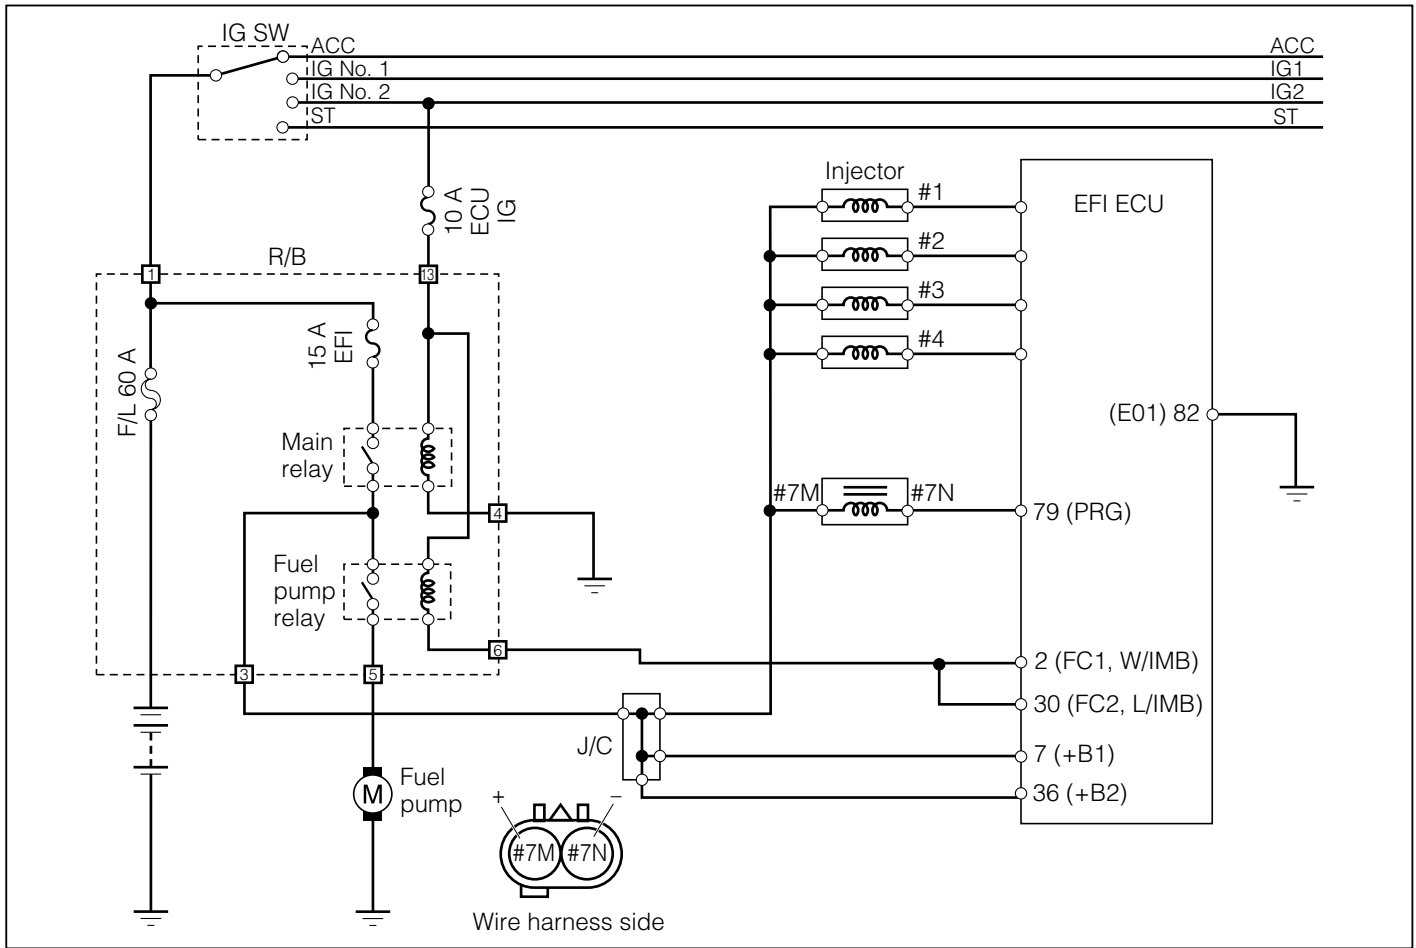 IG SW
ACC
ACC
IG No. 1
IG1
IG No. 2
IG2
ST
ST
10 A
ECU
IG
Injector
#1
EFI ECU
#2
#3
#4
R/B
1
13
15 A
EFI
F/L 60 A
Main
relay
(E01) 82
#7M
#7N
79 (PRG)
4
Fuel
pump
relay
6
2 (FC1, W/IMB)
3
5
30 (FC2, L/IMB)
J/C
7 (+B1)
36 (+B2)
M
Fuel
pump
+
−
#7M
#7N
Wire harness side